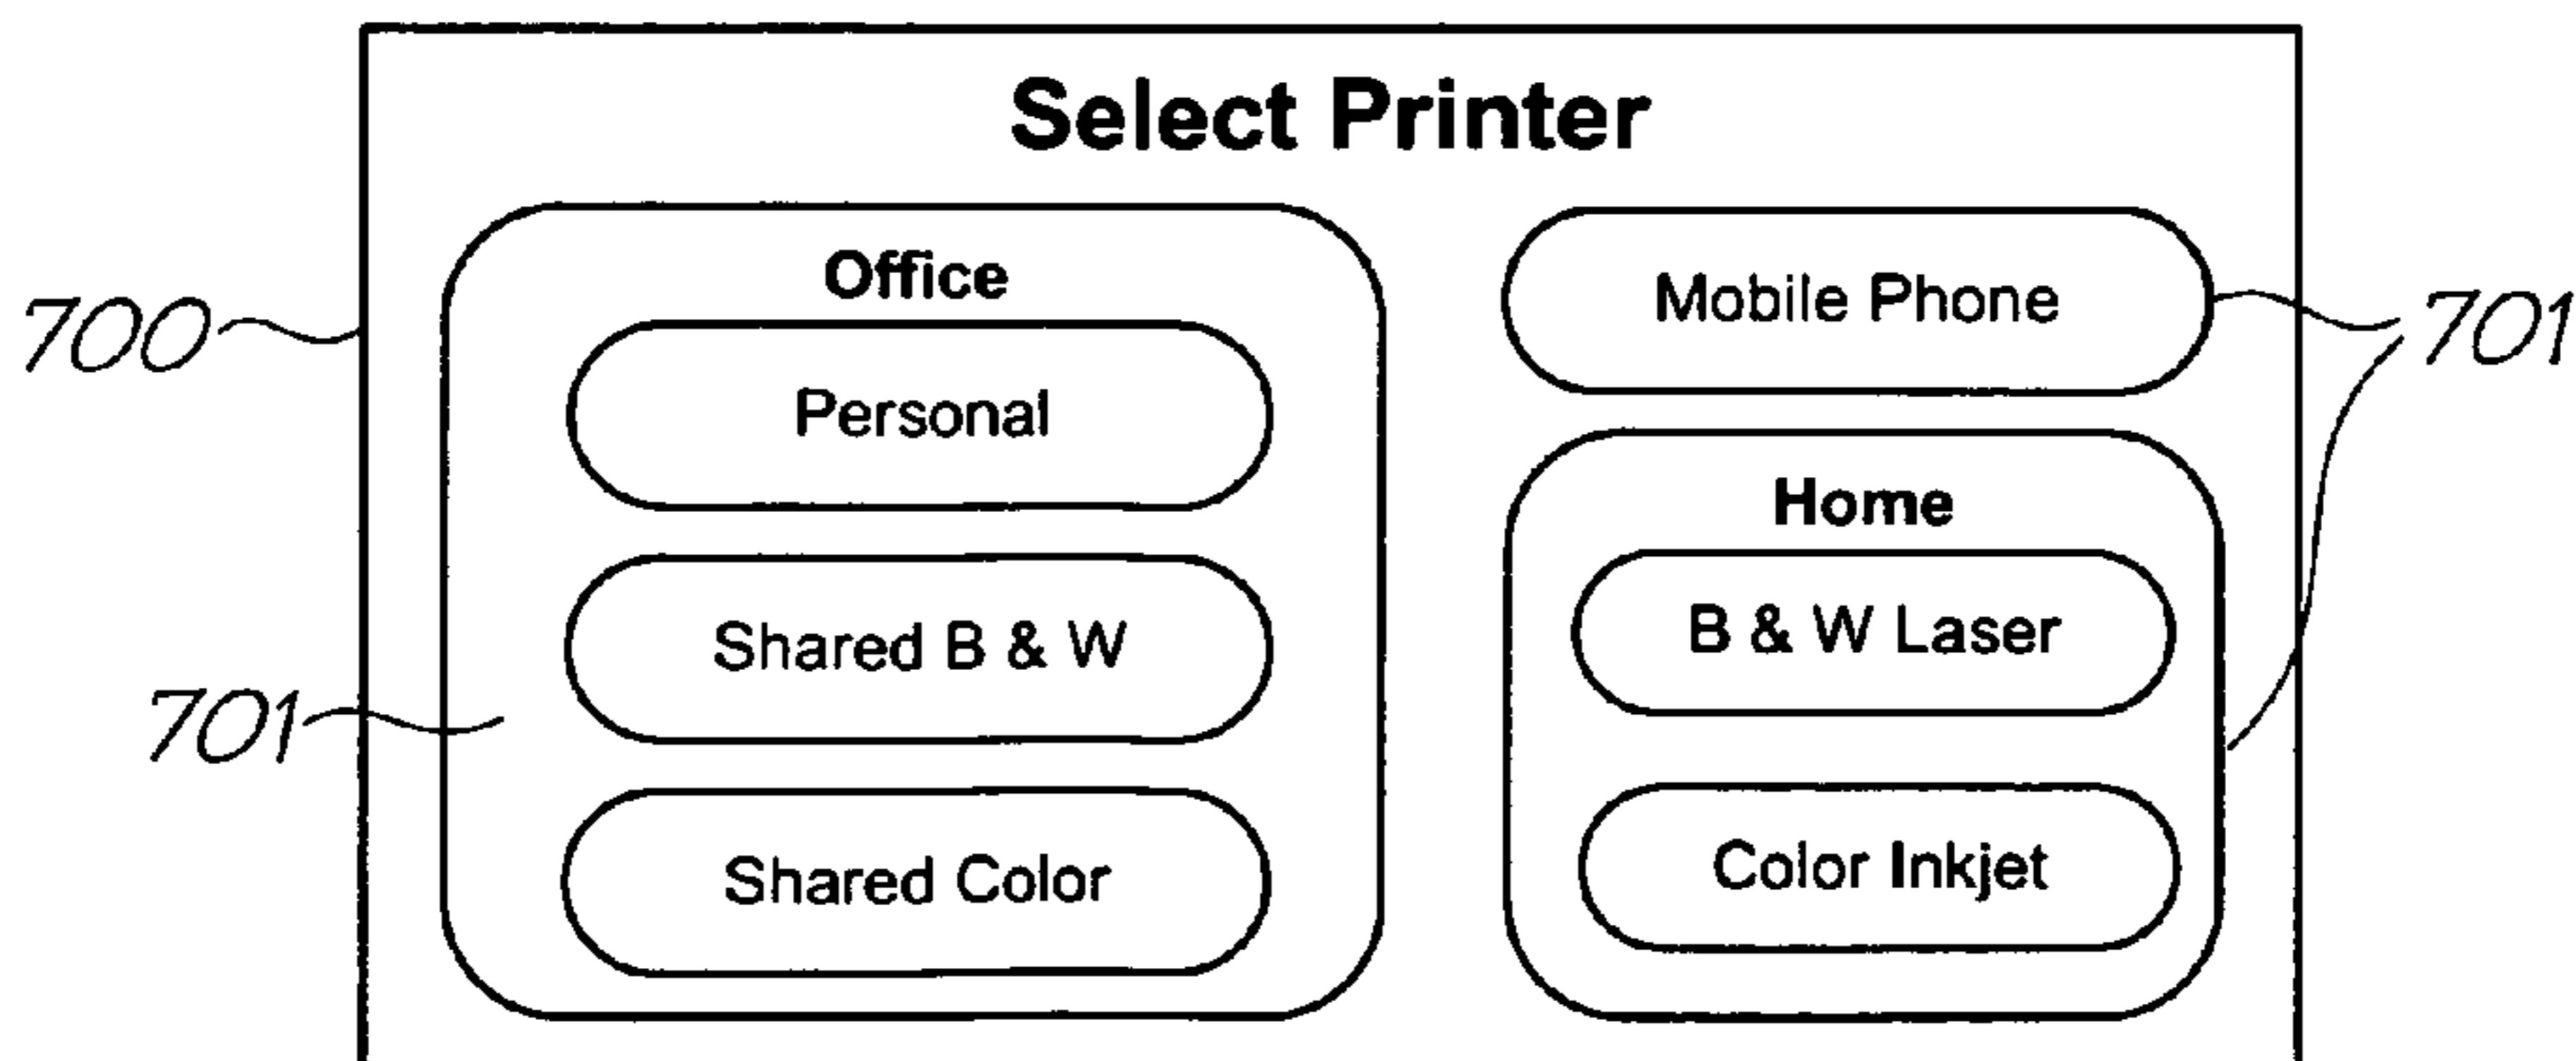 Select Printer
Office
Personal
Shared B & W
Shared Color
Mobile Phone
Home
B & W Laser
Color Inkjet
700
701
701